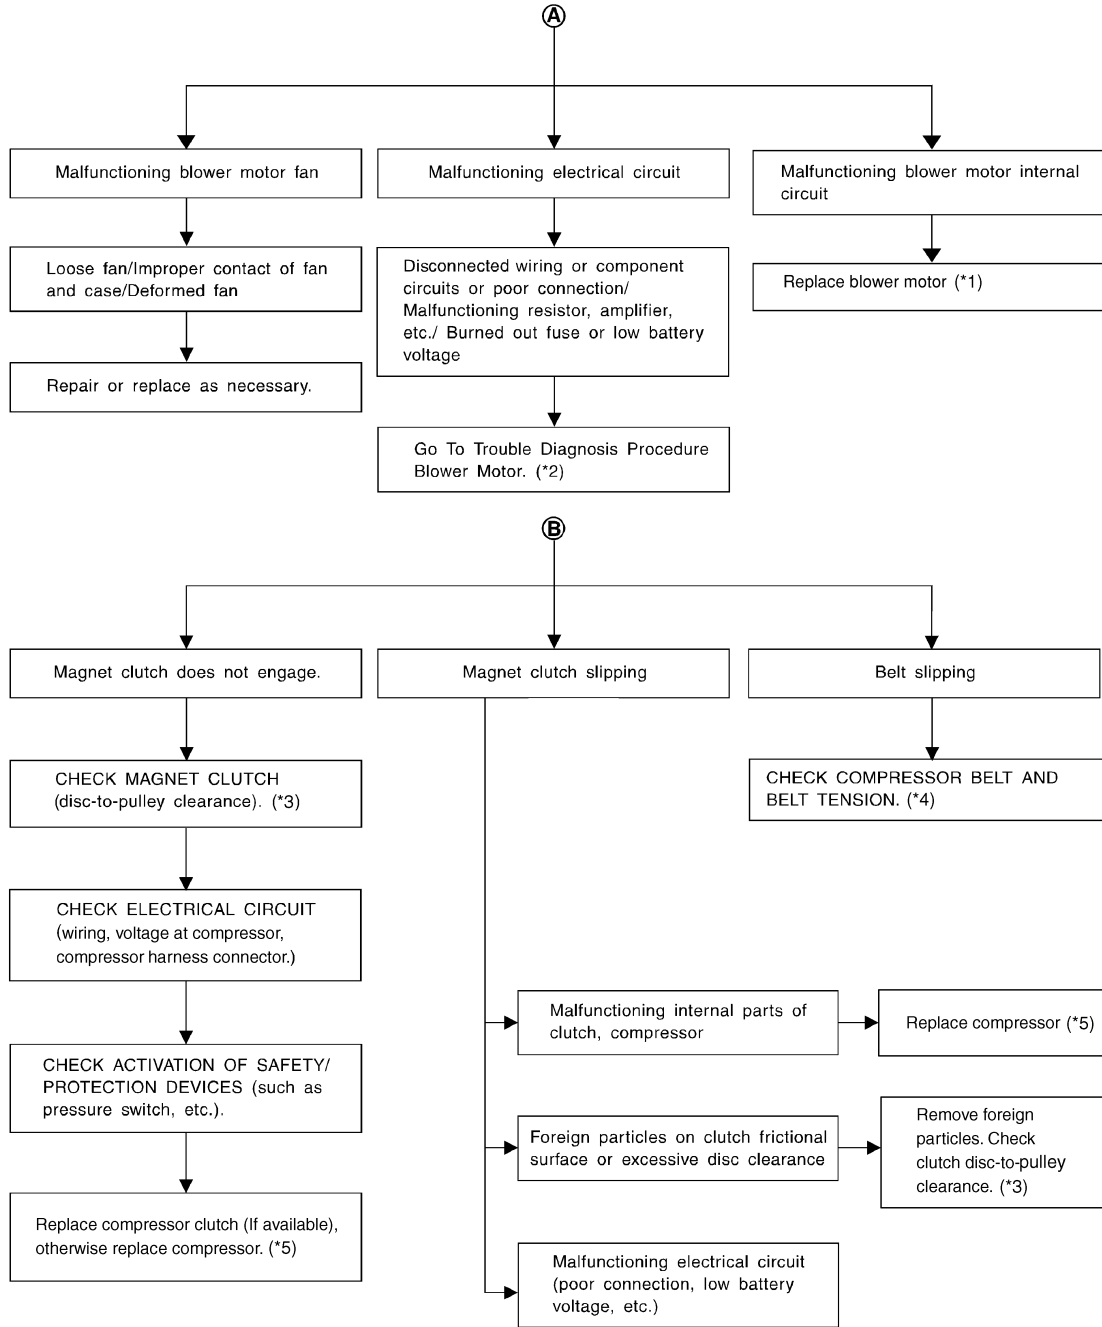 A
Malfunctioning blower motor fan
Loose fan/Improper contact of fan
and case/Deformed fan
Repair or replace as necessary.
Malfunctioning electrical circuit
Disconnected wiring or component
circuits or poor connection/
Malfunctioning resistor, amplifier,
etc./ Burned out fuse or low battery
voltage
Go To Trouble Diagnosis Procedure
Blower Motor. (*2)
Malfunctioning blower motor internal
circuit
Replace blower motor (*1)
B
Magnet clutch does not engage.
CHECK MAGNET CLUTCH
(disc-to-pulley clearance). (*3)
CHECK ELECTRICAL CIRCUIT
(wiring, voltage at compressor,
compressor harness connector.)
CHECK ACTIVATION OF SAFETY/
PROTECTION DEVICES (such as
pressure switch, etc.).
Replace compressor clutch (If available),
otherwise replace compressor. (*5)
Magnet clutch slipping
Malfunctioning internal parts of
clutch, compressor
Replace compressor (*5)
Foreign particles on clutch frictional
surface or excessive disc clearance
Remove foreign
particles. Check
clutch disc-to-pulley
clearance. (*3)
Malfunctioning electrical circuit
(poor connection, low battery
voltage, etc.)
Belt slipping
CHECK COMPRESSOR BELT AND
BELT TENSION. (*4)